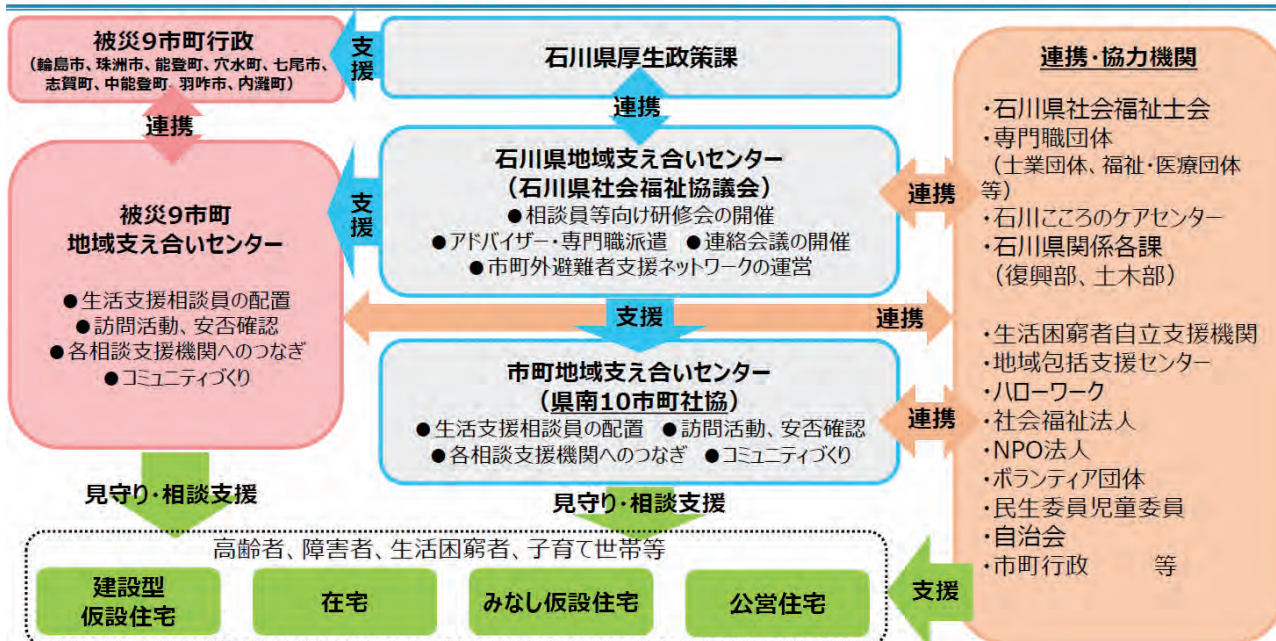 被災9市町行政
(輪島市、珠洲市、能登町、穴水町、七尾市、
志賀町、中能登町 羽咋市、内灘町)
支援
石川県厚生政策課
連携
連携
被災9市町
地域支え合いセンター
●生活支援相談員の配置
●訪問活動、安否確認
●各相談支援機関へのつなぎ
●コミュニティづくり
支援
石川県地域支え合いセンター
(石川県社会福祉協議会)
●相談員等向け研修会の開催
●アドバイザー・専門職派遣 ●連絡会議の開催
●市町外避難者支援ネットワークの運営
連携
支援
連携
市町地域支え合いセンター
(県南10市町社協)
●生活支援相談員の配置 ●訪問活動、安否確認
●各相談支援機関へのつなぎ ●コミュニティづくり
連携
連携・協力機関
・石川県社会福祉士会
・専門職団体
(士業団体、福祉・医療団体
等)
・石川こころのケアセンター
・石川県関係各課
(復興部、土木部)
・生活困窮者自立支援機関
・地域包括支援センター
・ハローワーク
・社会福祉法人
・NPO法人
・ボランティア団体
・民生委員児童委員
・自治会
・市町行政 等
見守り・相談支援
見守り・相談支援
高齢者、障害者、生活困窮者、子育て世帯等
建設型
仮設住宅
在宅
みなし仮設住宅
公営住宅
支援